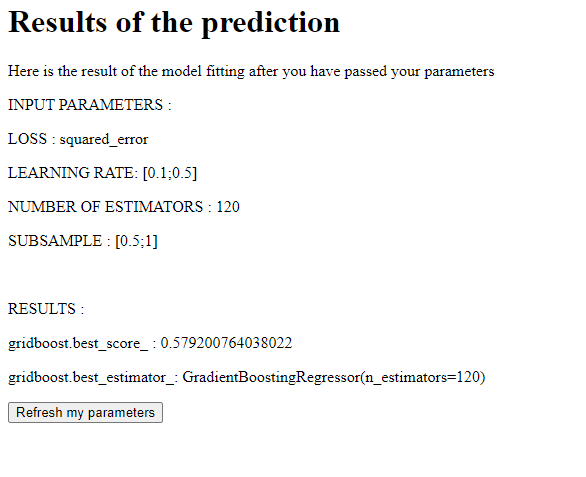 Results of the prediction
Here is the result of the model fitting after you have passed your parameters
INPUT PARAMETERS :
LOSS : squared_error
LEARNING RATE: [0.1;0.5]
NUMBER OF ESTIMATORS : 120
SUBSAMPLE : [0.5;1]
RESULTS :
gridboost.best_score_ : 0.579200764038022
gridboost.best_estimator_: GradientBoostingRegressor(n_estimators=120)
Refresh my parameters